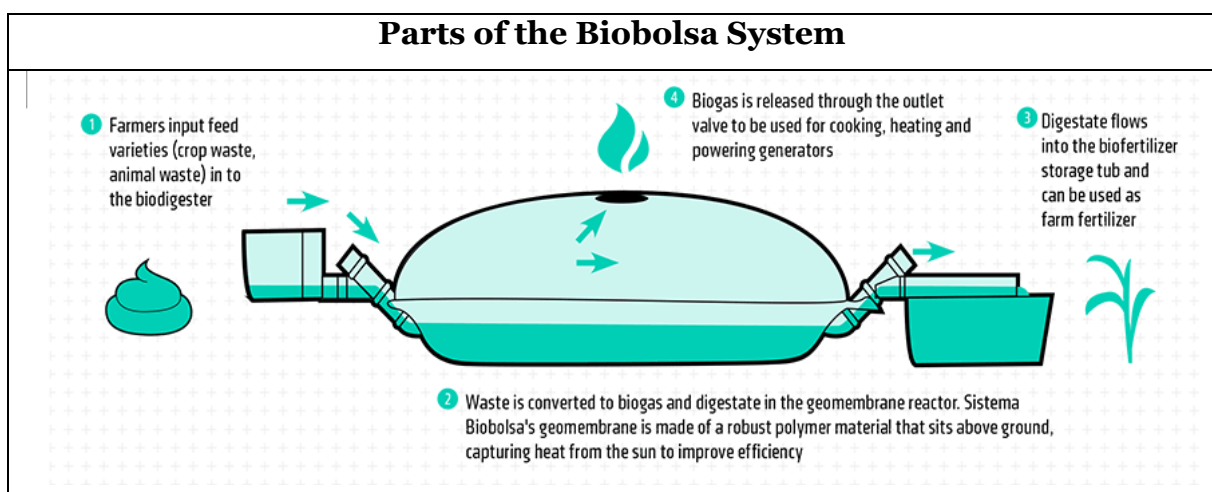 Parts of the Biobolsa System
1 Farmers input feed
varieties (crop waste,
animal waste) in to
the biodigester
2 Waste is converted to biogas and digestate in the geomembrane reactor. Sistema
Biobolsa's geomembrane is made of a robust polymer material that sits above ground,
capturing heat from the sun to improve efficiency
3 Digestate flows
into the biofertilizer
storage tub and
can be used as
farm fertilizer
4 Biogas is released through the outlet
valve to be used for cooking, heating and
powering generators